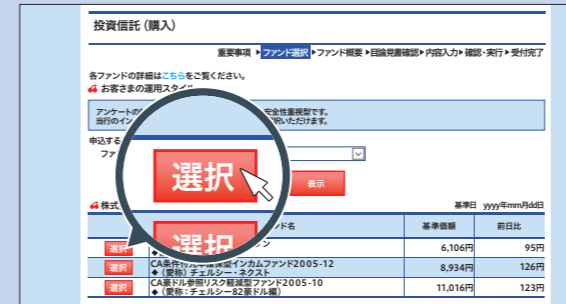 投資信託（購入）
重要事項 ▶ ファンド選択 ▶ ファンド概要 ▶ 目論見書確認 ▶ 内容入力 ▶ 確認・実行 ▶ 受付完了
各ファンドの詳細はこちらをご覧ください。
お客さまの運用スタイ
アンケートの 安全性重視型です。
当行のイン 択いただけます。
申込する
ファ
選択
表示
株式 基準日 yyyy年mm月dd日
ド名 基準価額 前日比
選択 選択 ン 6,106円 95円
選択 CA条件付元本確保型インカムファンド2005-12 8,934円 126円
◆（愛称）チェルシー・ネクスト
選択 CA豪ドル参照リスク軽減型ファンド2005-10 11,016円 123円
◆（愛称：チェルシー82豪ドル編）